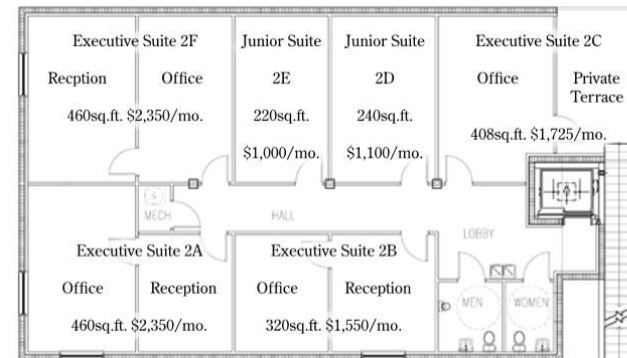 Executive Suite 2F
Recption
Office
460sq.ft. $2,350/mo.
Junior Suite
2E
220sq.ft.
$1,000/mo.
Junior Suite
2D
240sq.ft.
$1,100/mo.
Executive Suite 2C
Office
408sq.ft. $1,725/mo.
Private
Terrace
MECH
HALL
LOBBY
Executive Suite 2A
Office
Reception
460sq.ft. $2,350/mo.
Executive Suite 2B
Office
Reception
320sq.ft. $1,550/mo.
MEN
WOMEN